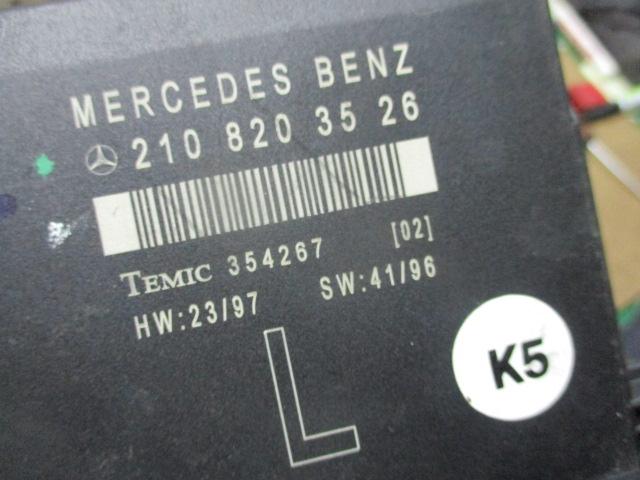 MERCEDES BENZ
210 820 35 26
TEMIC 354267 [02]
HW:23/97 SW:41/96
L
K5